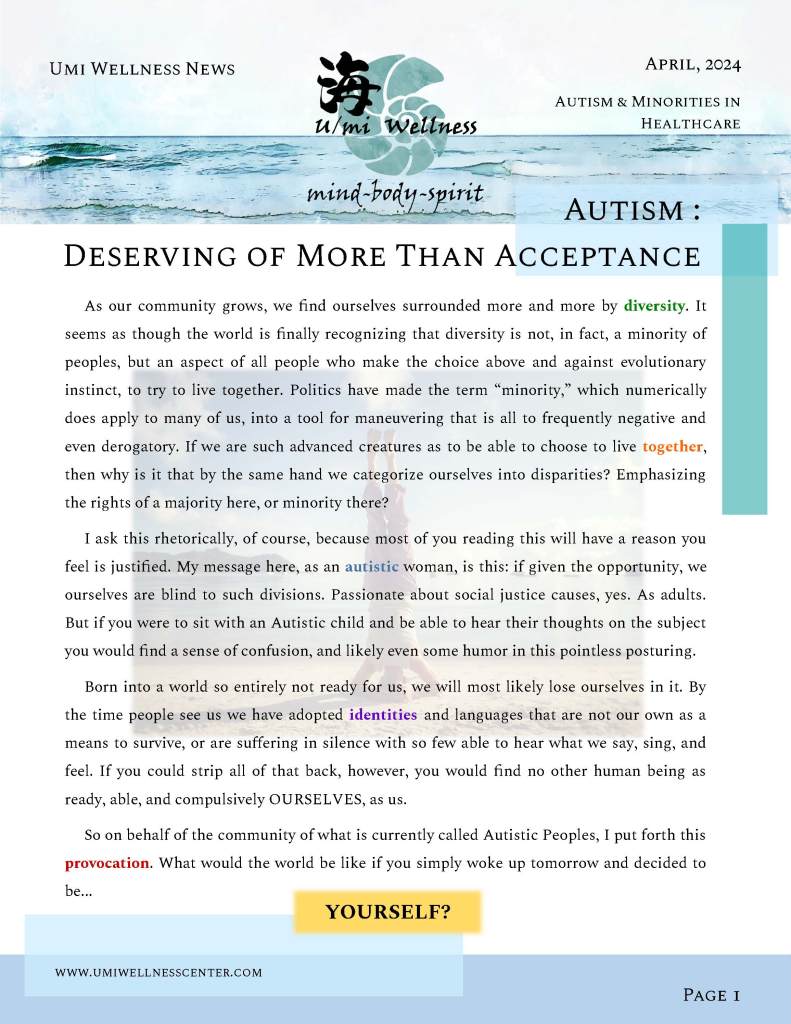 Umi Wellness News
April, 2024
Autism & Minorities in
Healthcare
海
U/mi Wellness
mind-body-spirit
Autism :
Deserving of More Than Acceptance
As our community grows, we find ourselves surrounded more and more by diversity. It
seems as though the world is finally recognizing that diversity is not, in fact, a minority of
peoples, but an aspect of all people who make the choice above and against evolutionary
instinct, to try to live together. Politics have made the term “minority,” which numerically
does apply to many of us, into a tool for maneuvering that is all to frequently negative and
even derogatory. If we are such advanced creatures as to be able to choose to live together,
then why is it that by the same hand we categorize ourselves into disparities? Emphasizing
the rights of a majority here, or minority there?
I ask this rhetorically, of course, because most of you reading this will have a reason you
feel is justified. My message here, as an autistic woman, is this: if given the opportunity, we
ourselves are blind to such divisions. Passionate about social justice causes, yes. As adults.
But if you were to sit with an Autistic child and be able to hear their thoughts on the subject
you would find a sense of confusion, and likely even some humor in this pointless posturing.
Born into a world so entirely not ready for us, we will most likely lose ourselves in it. By
the time people see us we have adopted identities and languages that are not our own as a
means to survive, or are suffering in silence with so few able to hear what we say, sing, and
feel. If you could strip all of that back, however, you would find no other human being as
ready, able, and compulsively OURSELVES, as us.
So on behalf of the community of what is currently called Autistic Peoples, I put forth this
provocation. What would the world be like if you simply woke up tomorrow and decided to
be...
YOURSELF?
www.umiwellnesscenter.com
Page 1